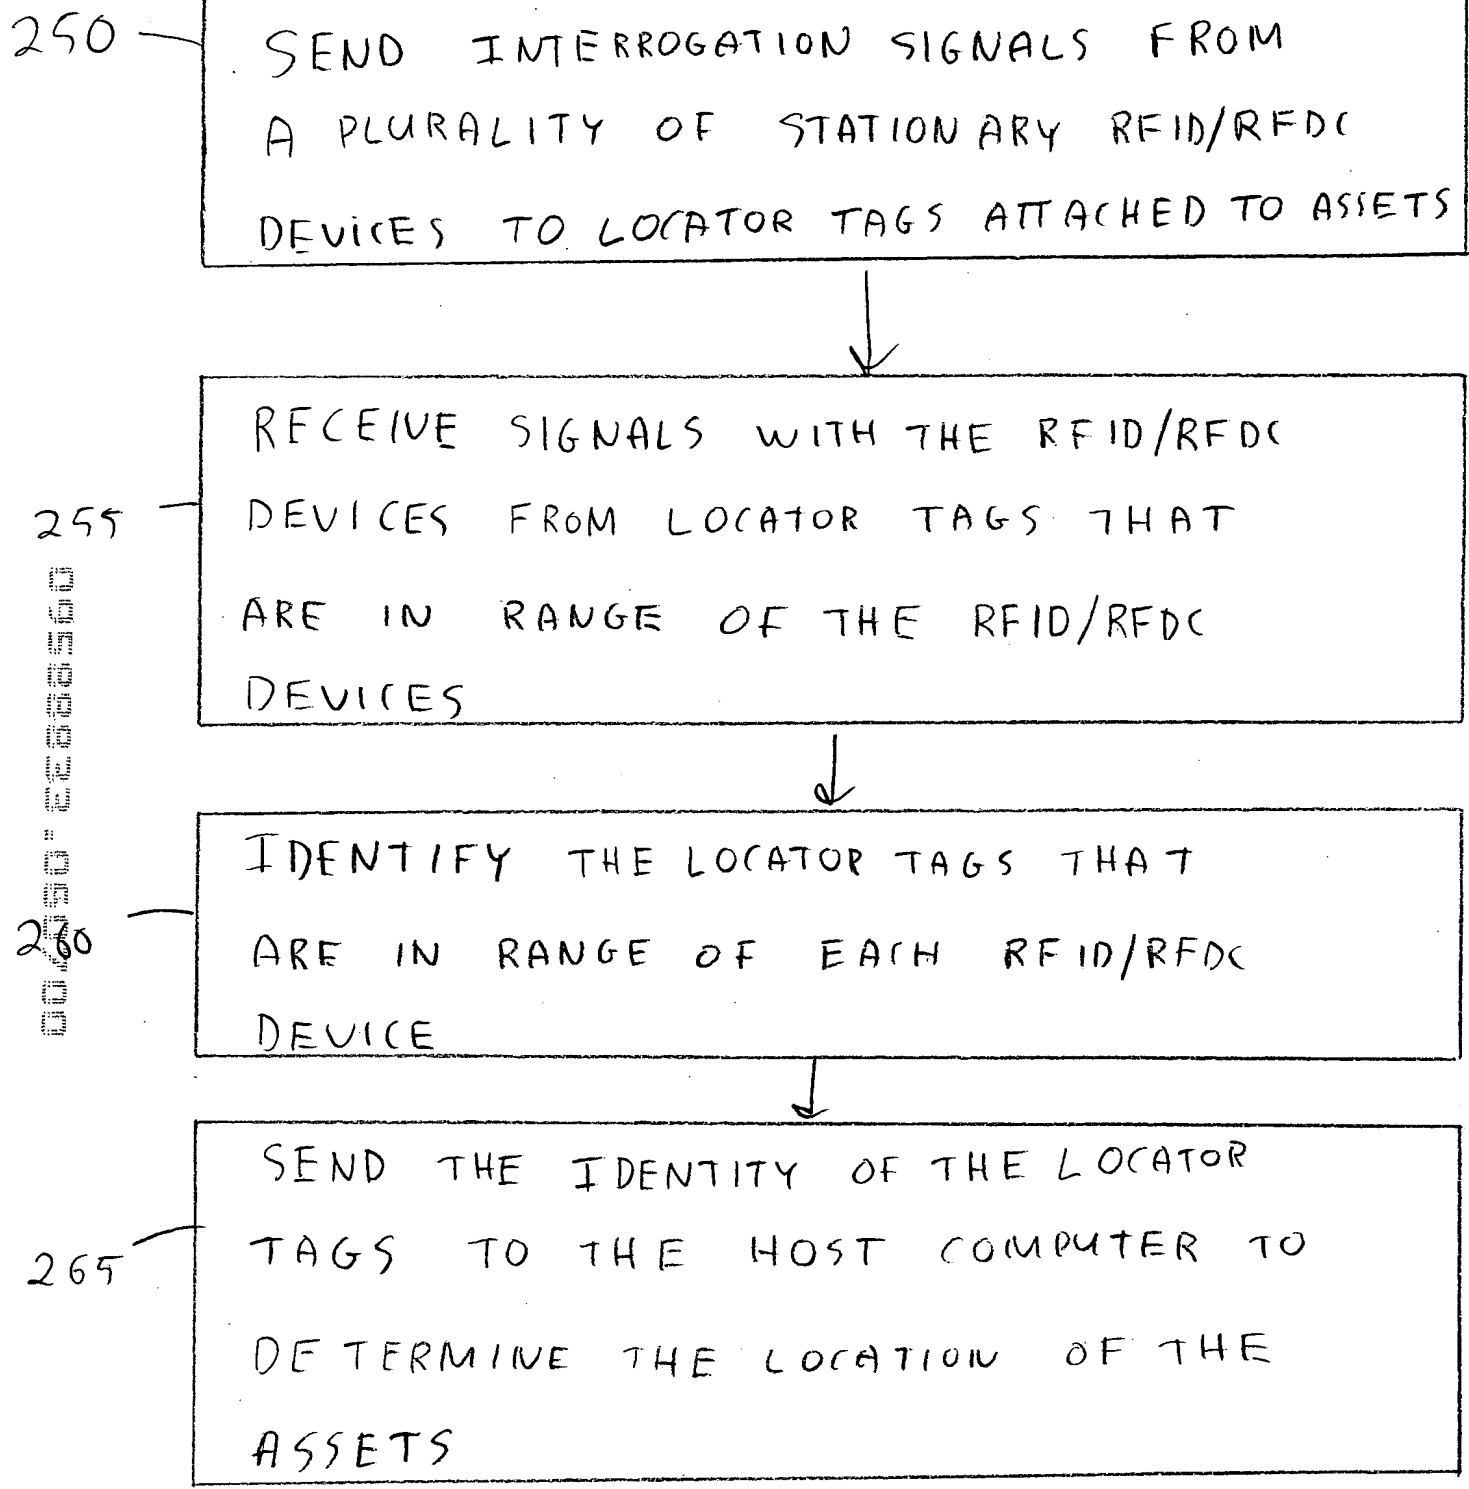 250
SEND INTERROGATION SIGNALS FROM
A PLURALITY OF STATIONARY RFID/RFDC
DEVICES TO LOCATOR TAGS ATTACHED TO ASSETS
255
RECEIVE SIGNALS WITH THE RFID/RFDC
DEVICES FROM LOCATOR TAGS THAT
ARE IN RANGE OF THE RFID/RFDC
DEVICES
260
IDENTIFY THE LOCATOR TAGS THAT
ARE IN RANGE OF EACH RFID/RFDC
DEVICE
265
SEND THE IDENTITY OF THE LOCATOR
TAGS TO THE HOST COMPUTER TO
DETERMINE THE LOCATION OF THE
ASSETS